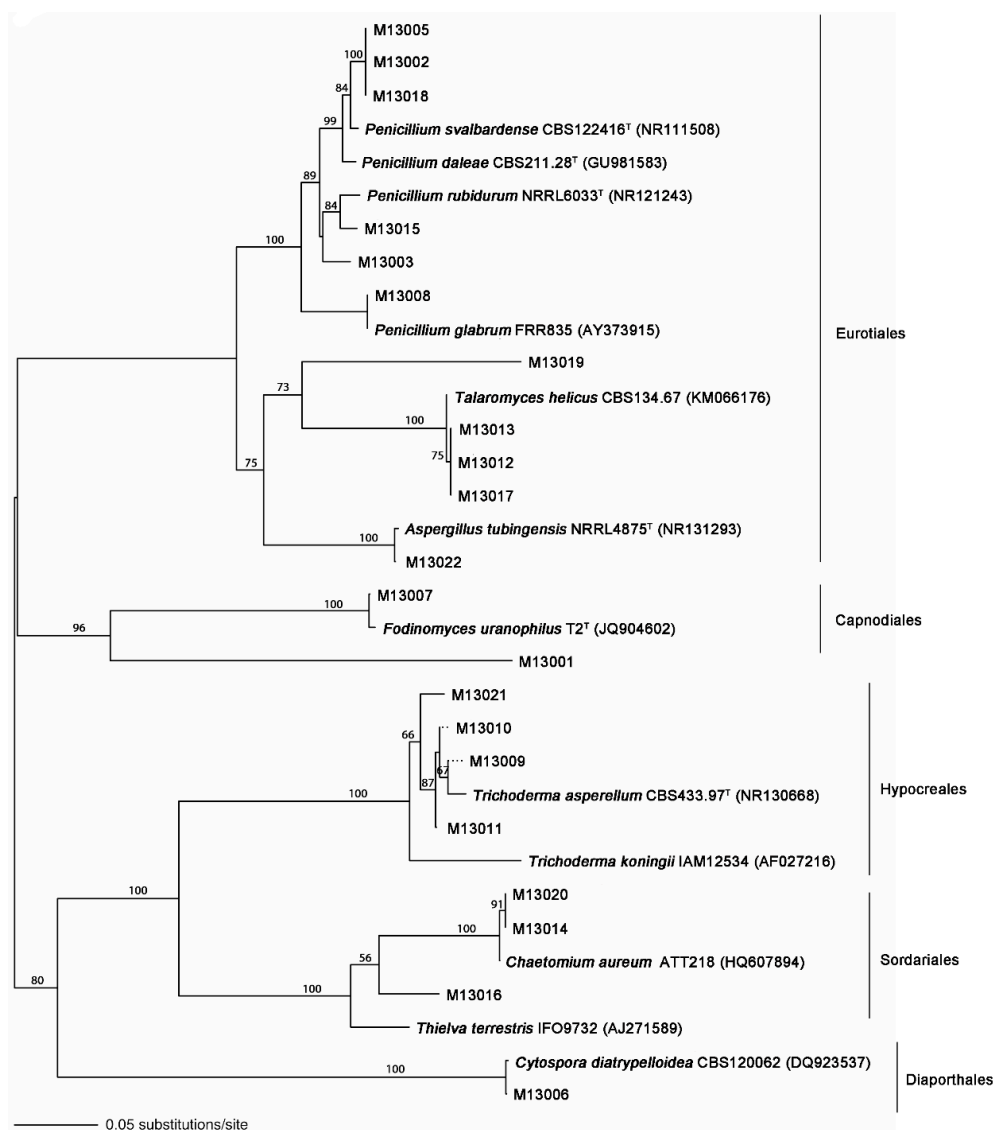 M13005
100
M13002
84
M13018
99
Penicillium svalbardense CBS122416ᵀ (NR111508)
Penicillium daleae CBS211.28ᵀ (GU981583)
89
Penicillium rubidurum NRRL6033ᵀ (NR121243)
84
M13015
100
M13003
M13008
Penicillium glabrum FRR835 (AY373915)
Eurotiales
M13019
73
Talaromyces helicus CBS134.67 (KM066176)
100
M13013
75
M13012
75
M13017
Aspergillus tubingensis NRRL4875ᵀ (NR131293)
100
M13022
M13007
100
Capnodiales
96
Fodinomyces uranophilus T2ᵀ (JQ904602)
M13001
M13021
M13010
66
M13009
67
87
Hypocreales
Trichoderma asperellum CBS433.97ᵀ (NR130668)
100
M13011
Trichoderma koningii IAM12534 (AF027216)
100
M13020
91
M13014
100
Chaetomium aureum ATT218 (HQ607894)
Sordariales
56
M13016
100
80
Thielva terrestris IFO9732 (AJ271589)
Cytospora diatrypelloidea CBS120062 (DQ923537)
100
Diaporthales
M13006
0.05 substitutions/site